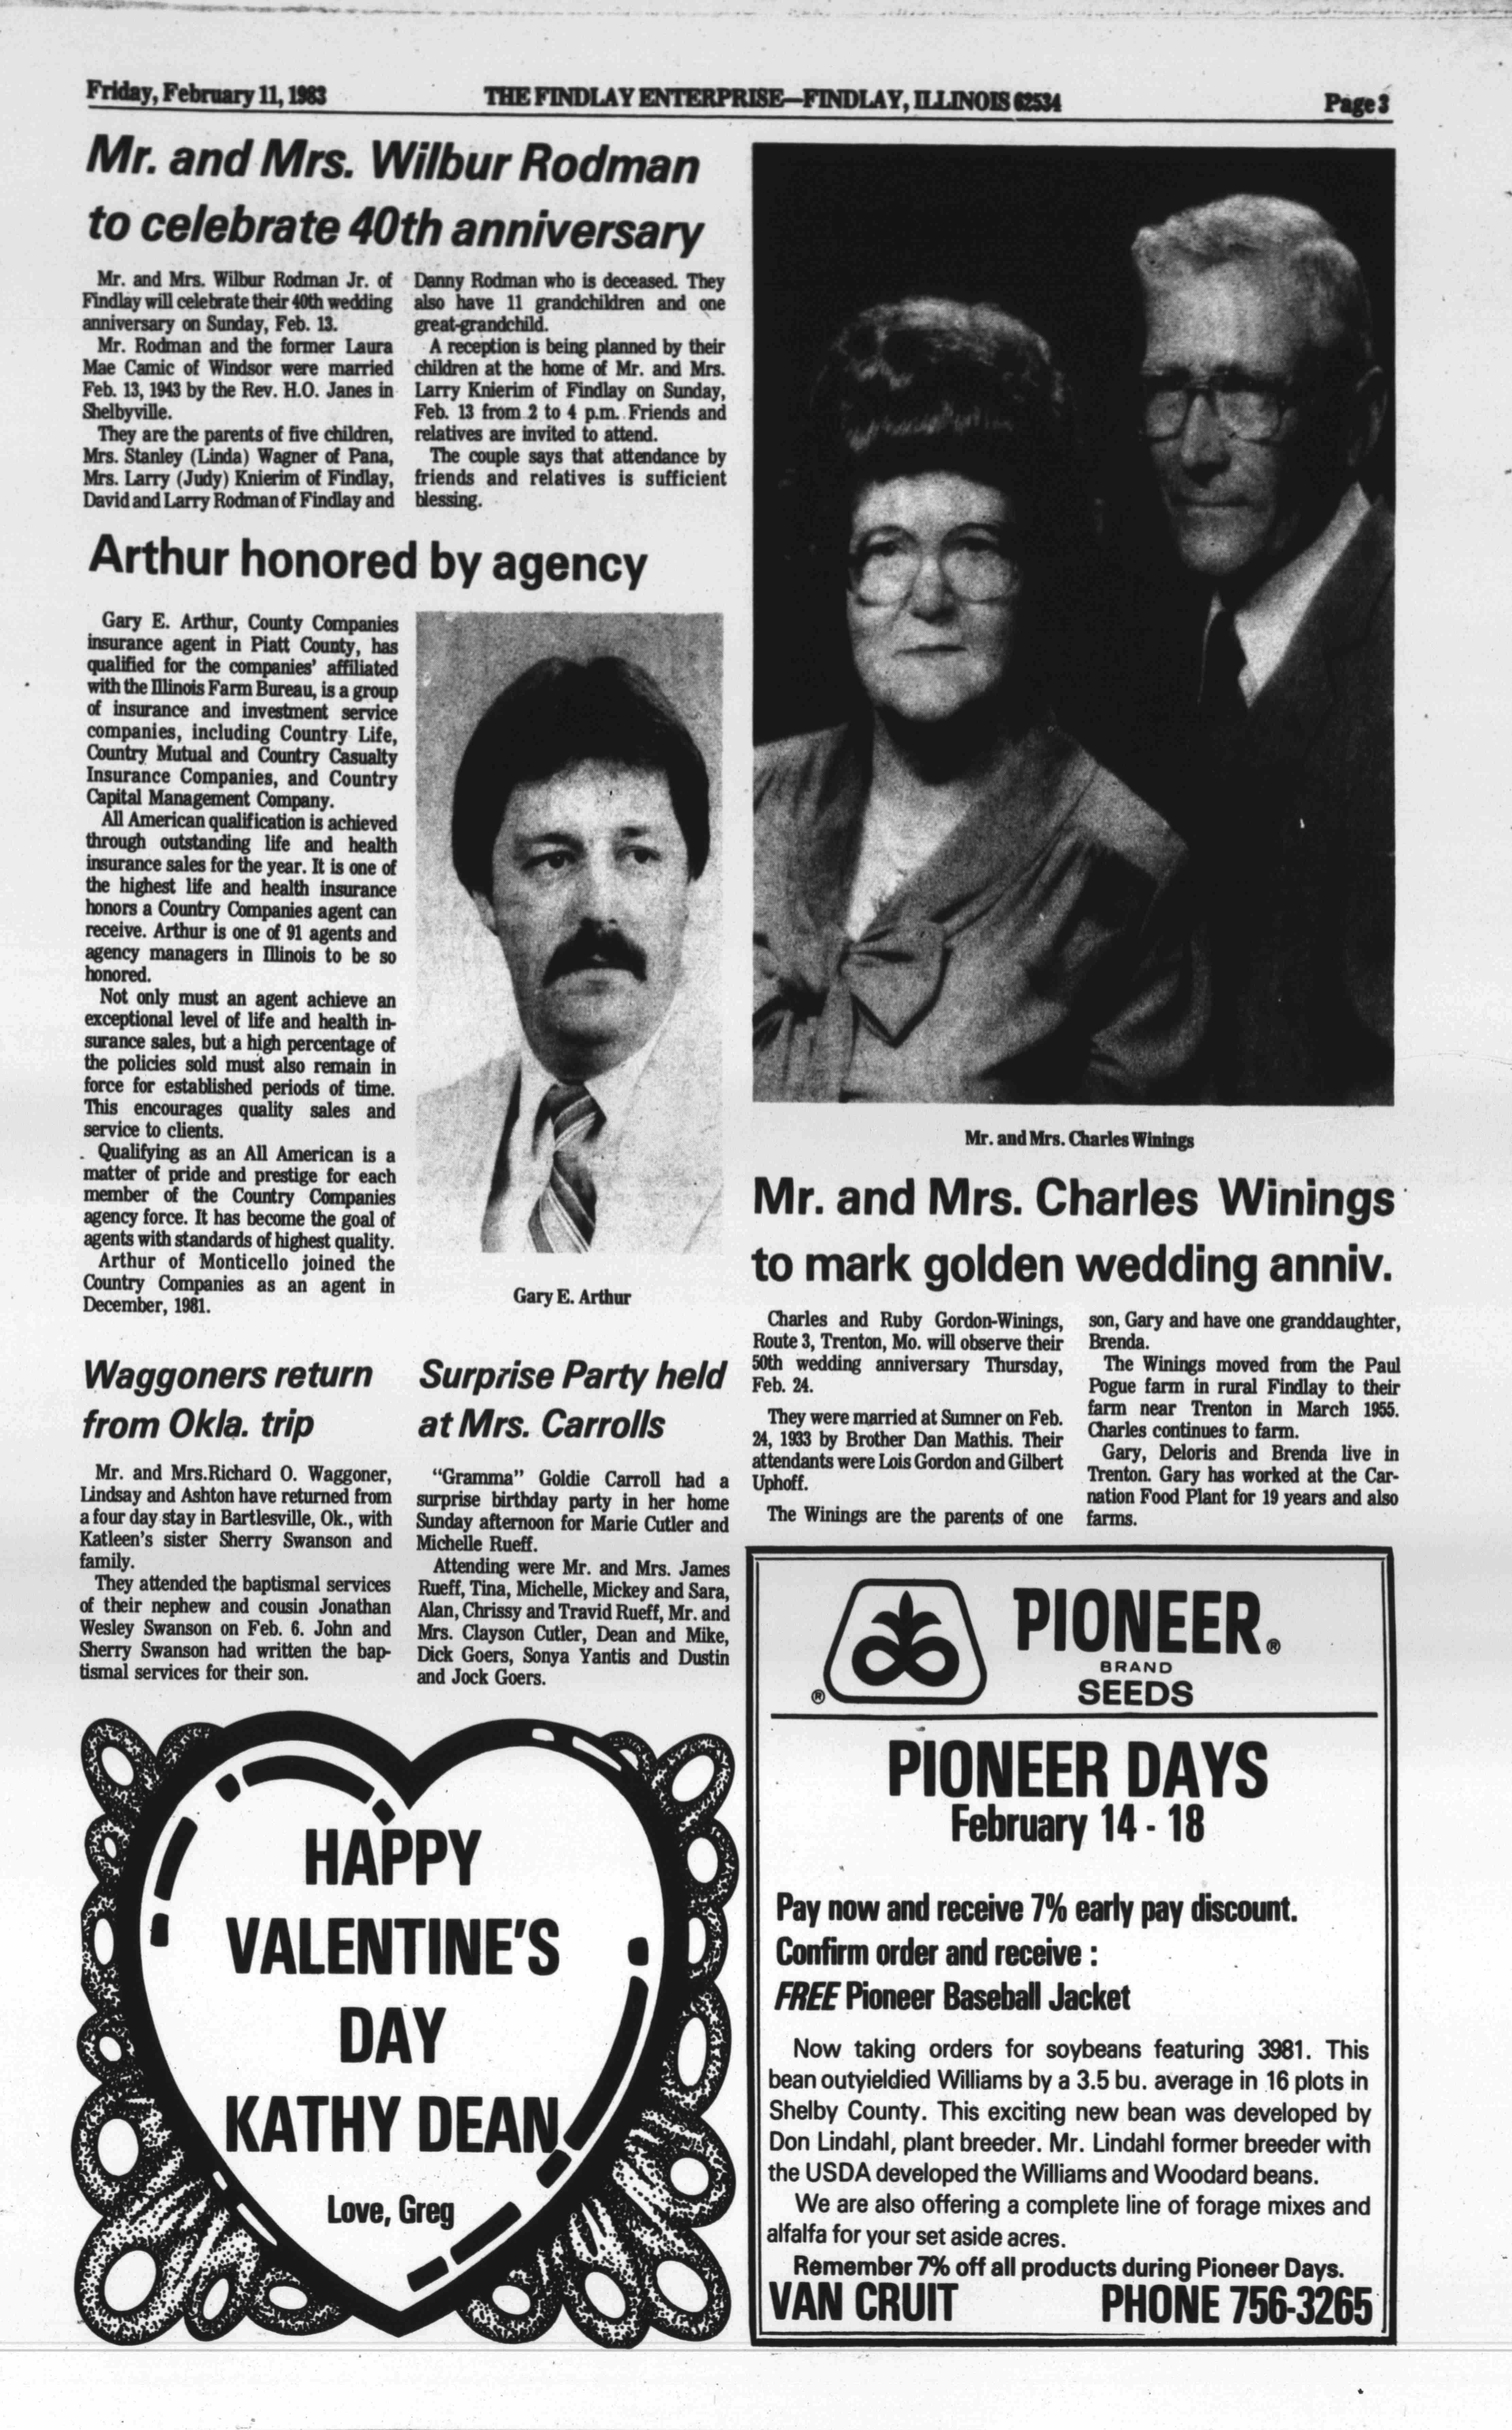 Friday, February 11, 1983
THE FINDLAY ENTERPRISE—FINDLAY, ILLINOIS 62534
Page 3
Mr. and Mrs. Wilbur Rodman
to celebrate 40th anniversary
Mr. and Mrs. Wilbur Rodman Jr. of
Findlay will celebrate their 40th wedding
anniversary on Sunday, Feb. 13.
Mr. Rodman and the former Laura
Mae Camic of Windsor were married
Feb. 13, 1943 by the Rev. H.O. Janes in
Shelbyville.
They are the parents of five children,
Mrs. Stanley (Linda) Wagner of Pana,
Mrs. Larry (Judy) Knierim of Findlay,
David and Larry Rodman of Findlay and
Danny Rodman who is deceased. They
also have 11 grandchildren and one
great-grandchild.
A reception is being planned by their
children at the home of Mr. and Mrs.
Larry Knierim of Findlay on Sunday,
Feb. 13 from 2 to 4 p.m. Friends and
relatives are invited to attend.
The couple says that attendance by
friends and relatives is sufficient
blessing.
Arthur honored by agency
Gary E. Arthur, County Companies
insurance agent in Piatt County, has
qualified for the companies' affiliated
with the Illinois Farm Bureau, is a group
of insurance and investment service
companies, including Country Life,
Country Mutual and Country Casualty
Insurance Companies, and Country
Capital Management Company.
All American qualification is achieved
through outstanding life and health
insurance sales for the year. It is one of
the highest life and health insurance
honors a Country Companies agent can
receive. Arthur is one of 91 agents and
agency managers in Illinois to be so
honored.
Not only must an agent achieve an
exceptional level of life and health in-
surance sales, but a high percentage of
the policies sold must also remain in
force for established periods of time.
This encourages quality sales and
service to clients.
Qualifying as an All American is a
matter of pride and prestige for each
member of the Country Companies
agency force. It has become the goal of
agents with standards of highest quality.
Arthur of Monticello joined the
Country Companies as an agent in
December, 1981.
Gary E. Arthur
Mr. and Mrs. Charles Winings
Mr. and Mrs. Charles Winings
to mark golden wedding anniv.
Charles and Ruby Gordon-Winings,
Route 3, Trenton, Mo. will observe their
50th wedding anniversary Thursday,
Feb. 24.
They were married at Sumner on Feb.
24, 1933 by Brother Dan Mathis. Their
attendants were Lois Gordon and Gilbert
Uphoff.
The Winings are the parents of one
son, Gary and have one granddaughter,
Brenda.
The Winings moved from the Paul
Pogue farm in rural Findlay to their
farm near Trenton in March 1955.
Charles continues to farm.
Gary, Deloris and Brenda live in
Trenton. Gary has worked at the Car-
nation Food Plant for 19 years and also
farms.
Waggoners return
from Okla. trip
Mr. and Mrs.Richard O. Waggoner,
Lindsay and Ashton have returned from
a four day stay in Bartlesville, Ok., with
Katleen's sister Sherry Swanson and
family.
They attended the baptismal services
of their nephew and cousin Jonathan
Wesley Swanson on Feb. 6. John and
Sherry Swanson had written the bap-
tismal services for their son.
Surprise Party held
at Mrs. Carrolls
"Gramma" Goldie Carroll had a
surprise birthday party in her home
Sunday afternoon for Marie Cutler and
Michelle Rueff.
Attending were Mr. and Mrs. James
Rueff, Tina, Michelle, Mickey and Sara,
Alan, Chrissy and Travid Rueff, Mr. and
Mrs. Clayson Cutler, Dean and Mike,
Dick Goers, Sonya Yantis and Dustin
and Jock Goers.
HAPPY
VALENTINE'S
DAY
KATHY DEAN
Love, Greg
®
PIONEER®
BRAND
SEEDS
PIONEER DAYS
February 14 - 18
Pay now and receive 7% early pay discount.
Confirm order and receive :
FREE Pioneer Baseball Jacket
Now taking orders for soybeans featuring 3981. This
bean outyieldied Williams by a 3.5 bu. average in 16 plots in
Shelby County. This exciting new bean was developed by
Don Lindahl, plant breeder. Mr. Lindahl former breeder with
the USDA developed the Williams and Woodard beans.
We are also offering a complete line of forage mixes and
alfalfa for your set aside acres.
Remember 7% off all products during Pioneer Days.
VAN CRUIT
PHONE 756-3265